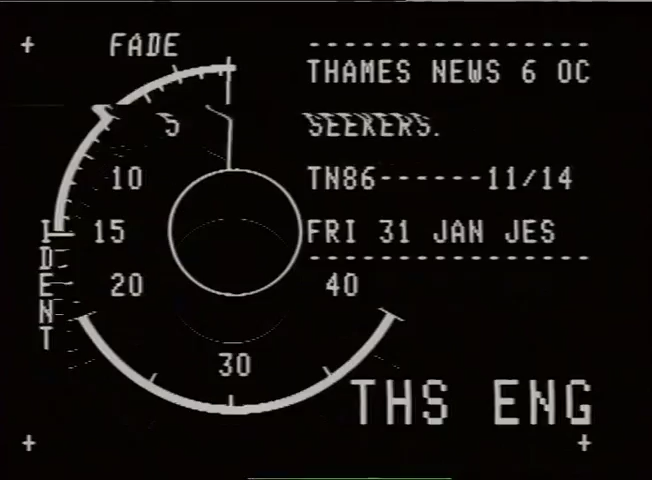 FADE
THAMES NEWS 6 OC
5
SEEKERS.
10
TN86------11/14
15
FRI 31 JAN JES
IDENT
20
40
30
THS ENG